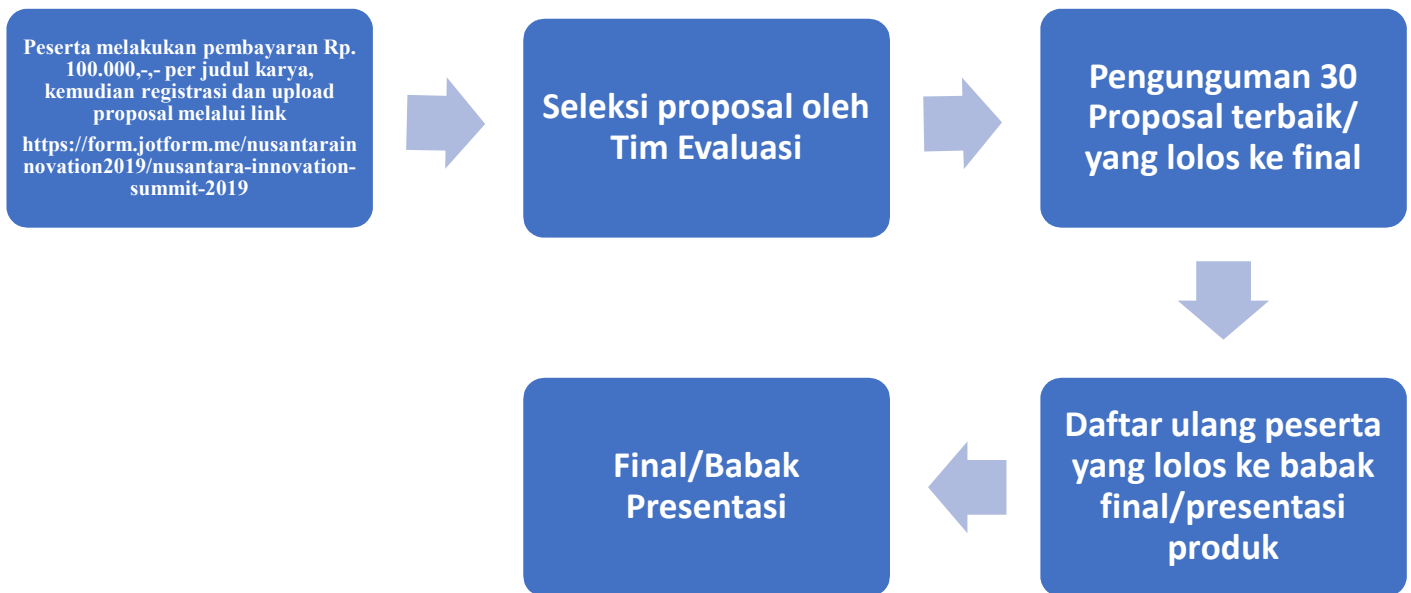 Peserta melakukan pembayaran Rp.
100.000,-,- per judul karya,
kemudian registrasi dan upload
proposal melalui link
https://form.jotform.me/nusantarain
novation2019/nusantara-innovation-
summit-2019
Seleksi proposal oleh
Tim Evaluasi
Pengunguman 30
Proposal terbaik/
yang lolos ke final
Daftar ulang peserta
yang lolos ke babak
final/presentasi
produk
Final/Babak
Presentasi